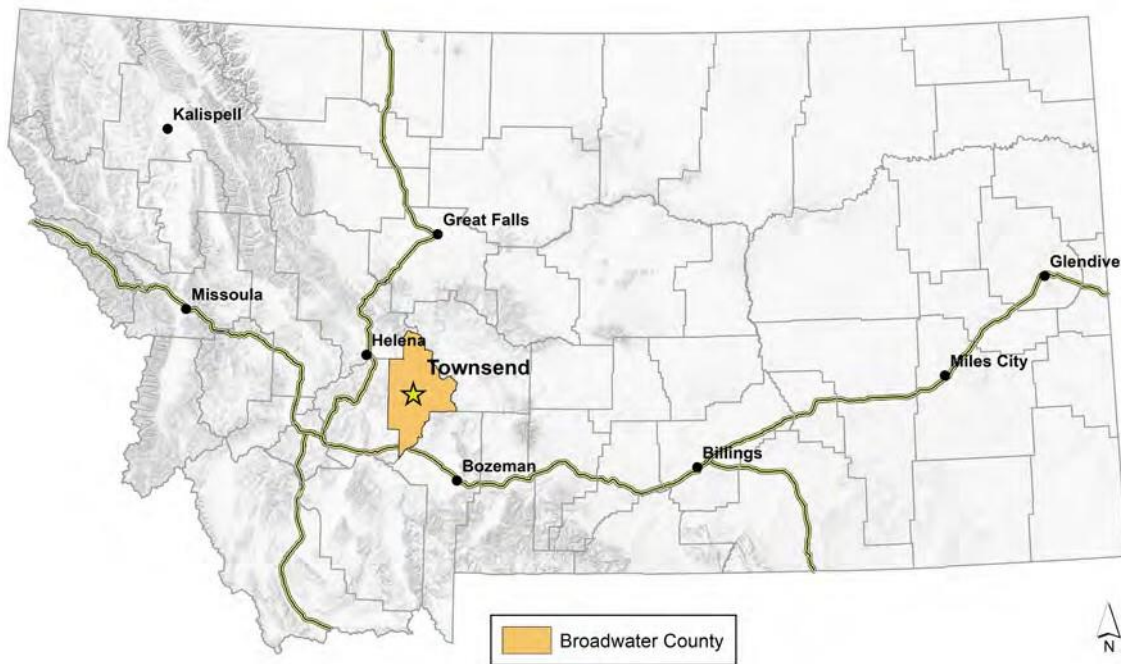 Kalispell
Great Falls
Glendive
Missoula
Helena
Townsend
Miles City
Billings
Bozeman
Broadwater County
N